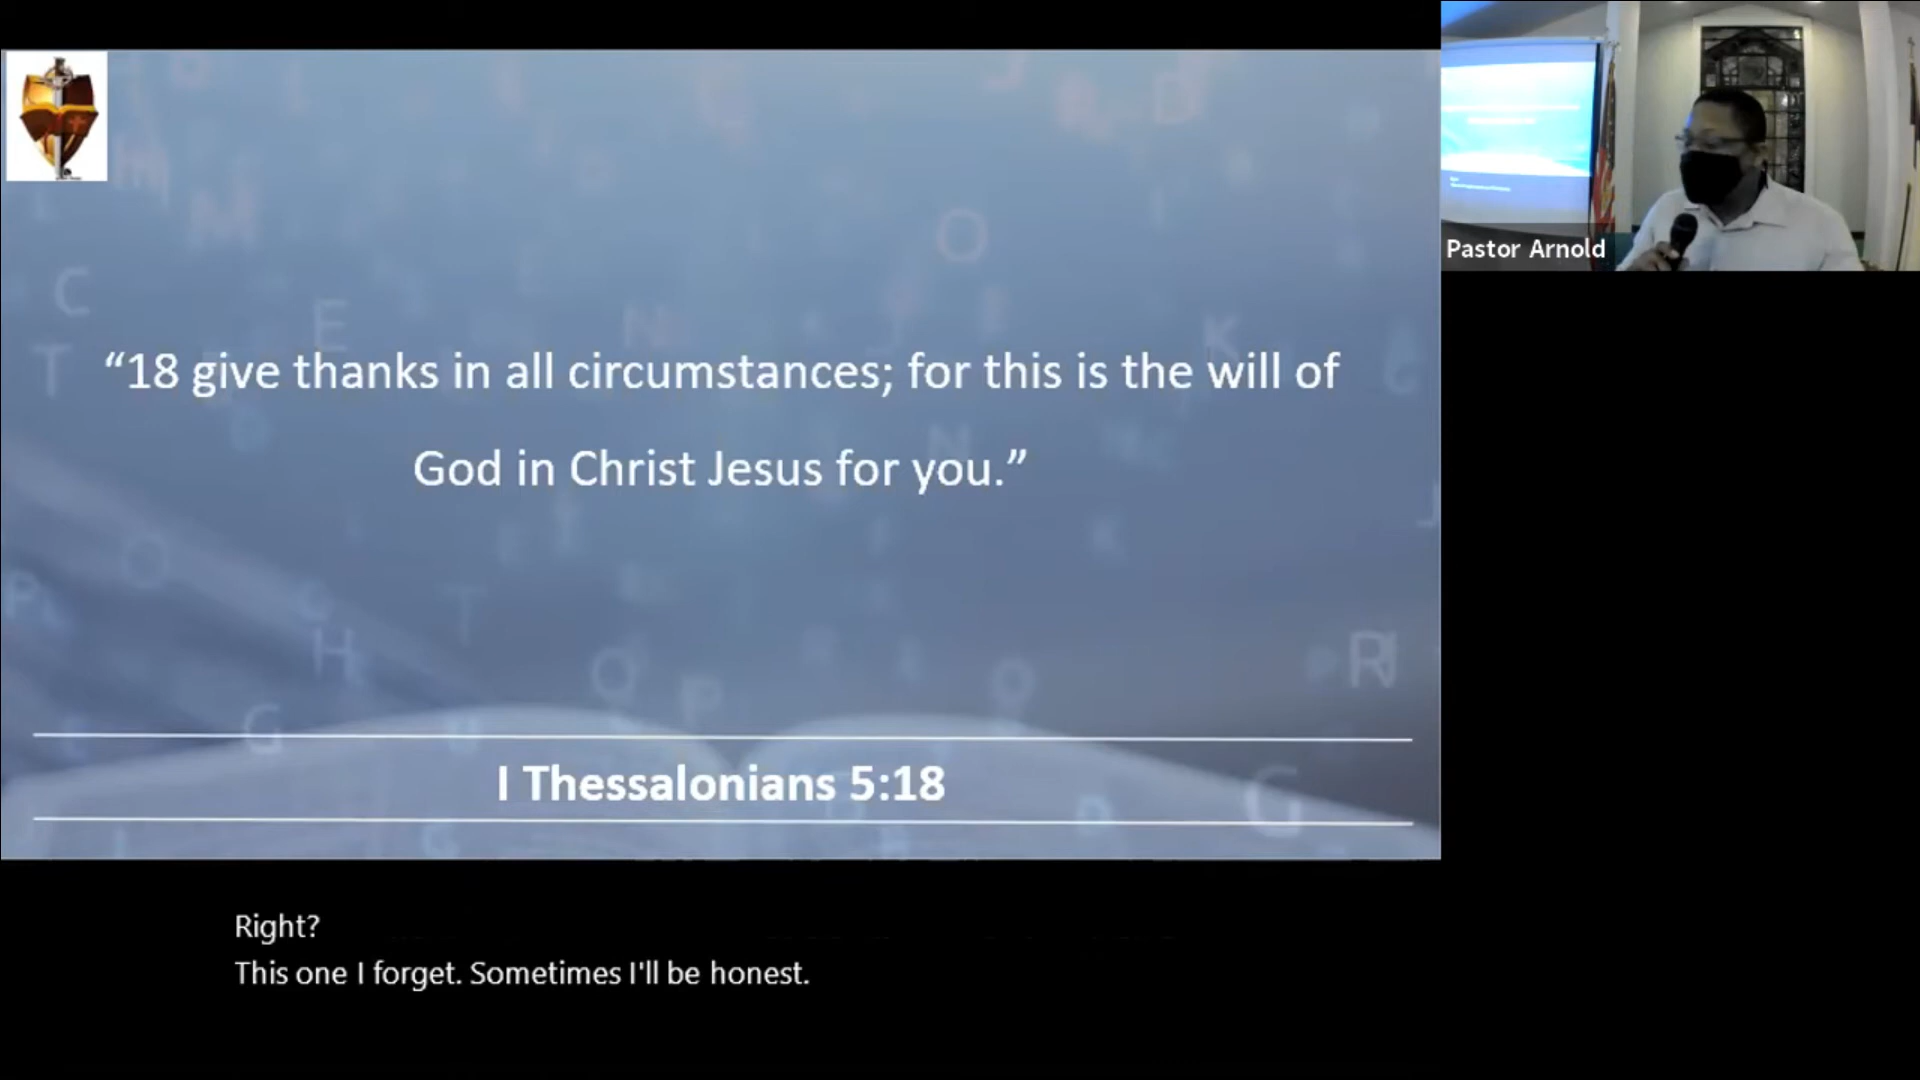 “18 give thanks in all circumstances; for this is the will of
God in Christ Jesus for you.”
I Thessalonians 5:18
Pastor Arnold
Right?
This one I forget. Sometimes I'll be honest.